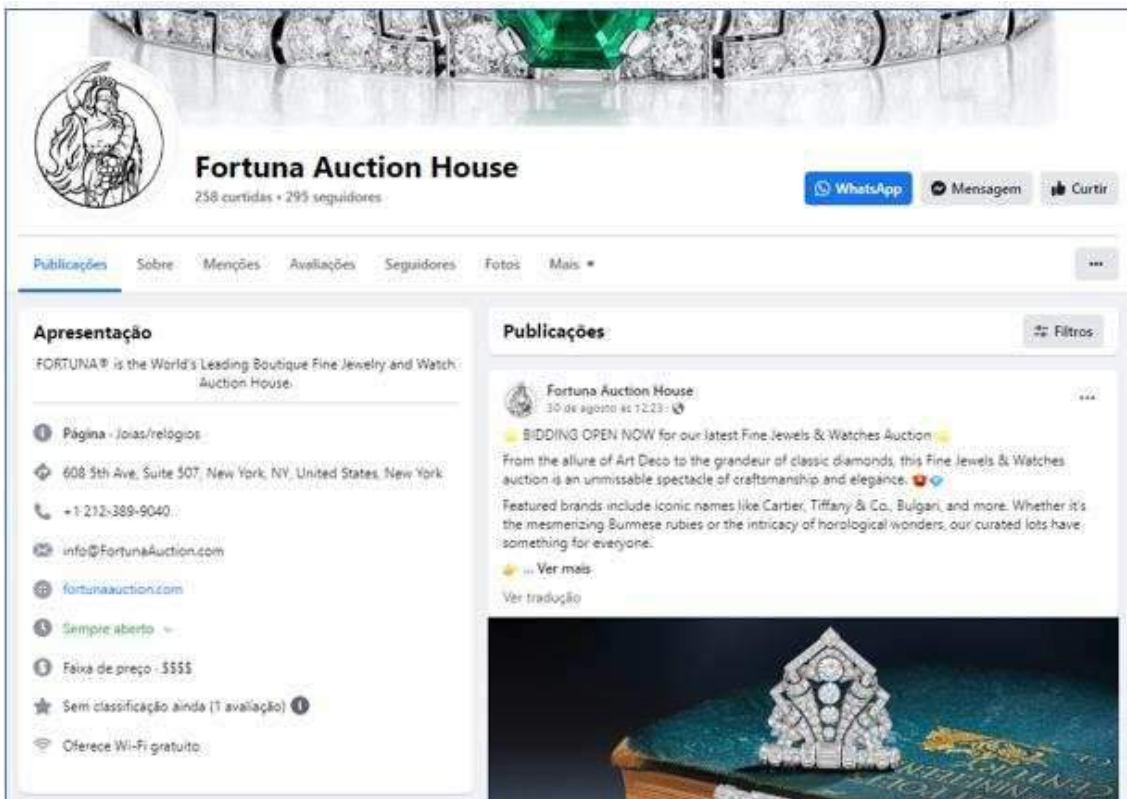 Fortuna Auction House
258 curtidas • 295 seguidores
WhatsApp
Mensagem
Curtir
Publicações
Sobre
Menções
Avaliações
Seguidores
Fotos
Mais
Apresentação
FORTUNA® is the World's Leading Boutique Fine Jewelry and Watch
Auction House.
Página · Joias/relógios
608 5th Ave, Suite 507, New York, NY, United States, New York
+1 212-389-9040
info@FortunaAuction.com
fortunaauction.com
Sempre aberto
Faixa de preço · $$$$
Sem classificação ainda (1 avaliação)
Oferece Wi-Fi gratuito
Publicações
Filtros
Fortuna Auction House
30 de agosto às 12:23 ·
BIDDING OPEN NOW for our latest Fine Jewels & Watches Auction
From the allure of Art Deco to the grandeur of classic diamonds, this Fine Jewels & Watches
auction is an unmissable spectacle of craftsmanship and elegance.
Featured brands include iconic names like Cartier, Tiffany & Co., Bulgari, and more. Whether it's
the mesmerizing Burmese rubies or the intricacy of horological wonders, our curated lots have
something for everyone.
... Ver mais
Ver tradução